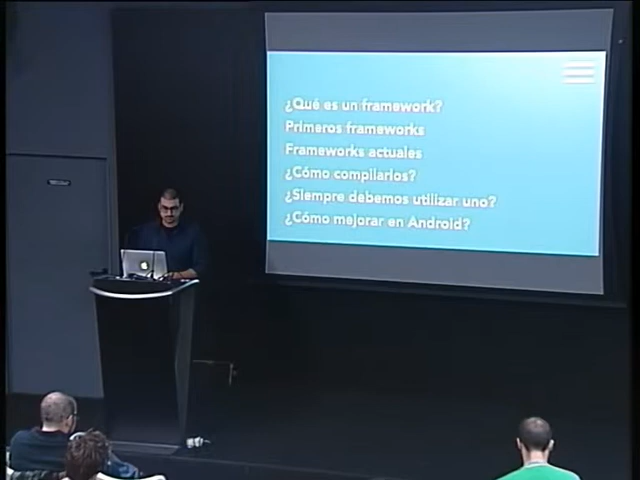 ¿Qué es un framework?
Primeros frameworks
Frameworks actuales
¿Cómo compilarlos?
¿Siempre debemos utilizar uno?
¿Cómo mejorar en Android?